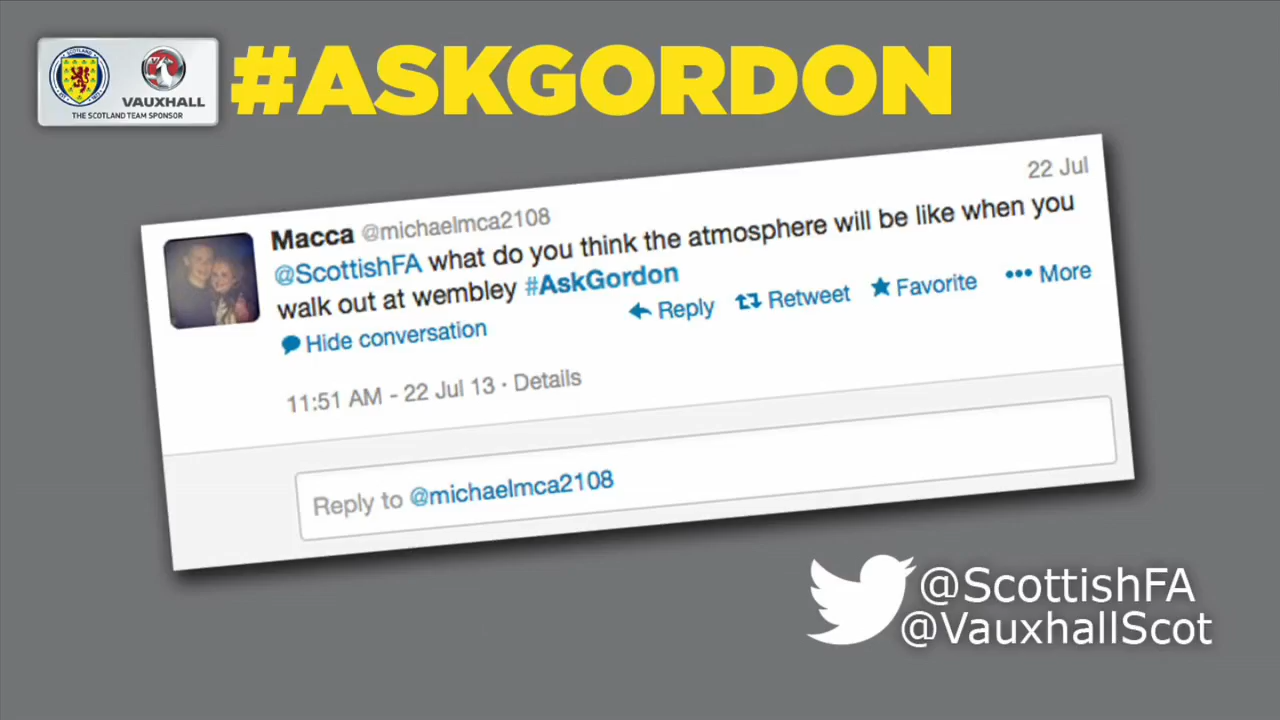 #ASKGORDON
VAUXHALL
THE SCOTLAND TEAM SPONSOR
22 Jul
Macca @michaelmca2108
@ScottishFA what do you think the atmosphere will be like when you
walk out at wembley #AskGordon
Reply Retweet Favorite ••• More
Hide conversation
11:51 AM - 22 Jul 13 · Details
Reply to @michaelmca2108
@ScottishFA
@VauxhallScot